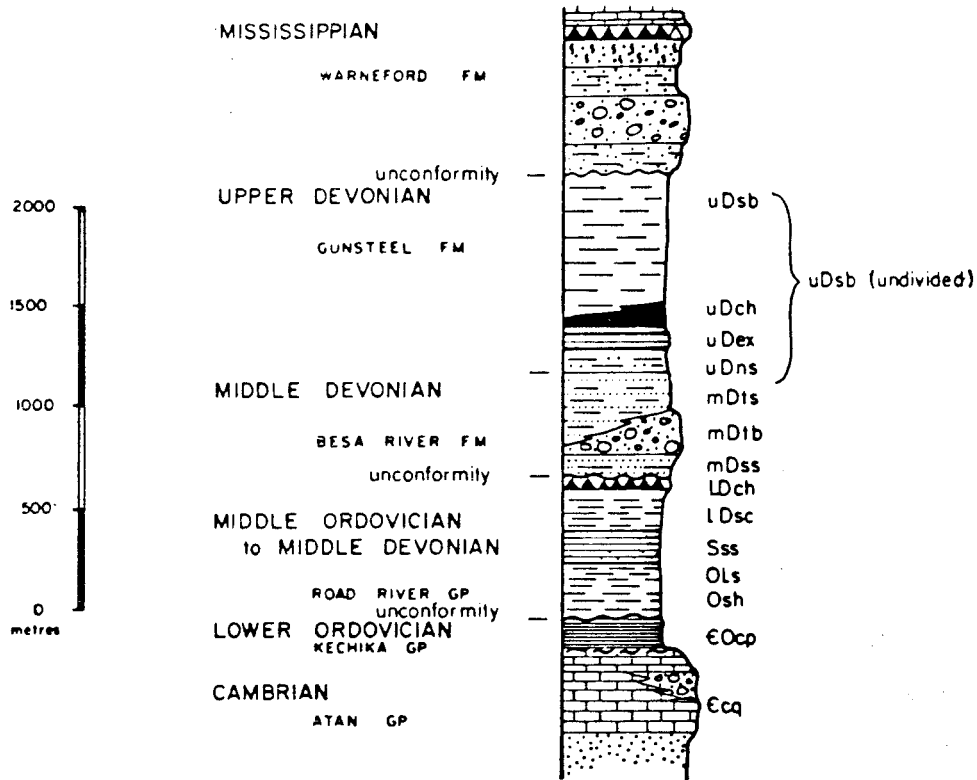 MISSISSIPPIAN
WARNEFORD FM
unconformity
UPPER DEVONIAN
2000
uDsb
GUNSTEEL FM
uDsb (undivided)
1500
uDch
uDex
uDns
MIDDLE DEVONIAN
mDts
1000
BESA RIVER FM
mDtb
unconformity
mDss
lDch
500
lDsc
MIDDLE ORDOVICIAN
to MIDDLE DEVONIAN
Sss
OLs
ROAD RIVER GP
Osh
0
unconformity
metres
LOWER ORDOVICIAN
ЄOcp
KECHIKA GP
CAMBRIAN
Єcq
ATAN GP